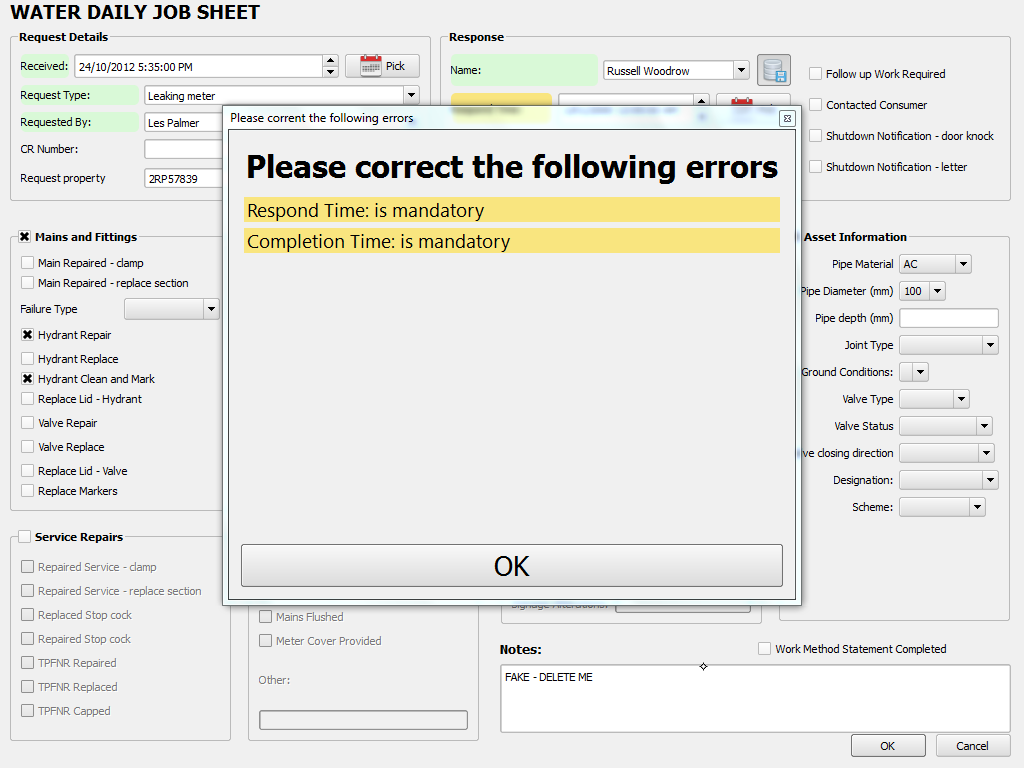 WATER DAILY JOB SHEET
Request Details
Received: 24/10/2012 5:35:00 PM Pick
Request Type: Leaking meter
Requested By: Les Palmer
CR Number:
Request property 2RP57839
Response
Name: Russell Woodrow
Follow up Work Required
Contacted Consumer
Shutdown Notification - door knock
Shutdown Notification - letter
Please corrent the following errors
Please correct the following errors
Respond Time: is mandatory
Completion Time: is mandatory
OK
Mains and Fittings
Main Repaired - clamp
Main Repaired - replace section
Failure Type
Hydrant Repair
Hydrant Replace
Hydrant Clean and Mark
Replace Lid - Hydrant
Valve Repair
Valve Replace
Replace Lid - Valve
Replace Markers
Asset Information
Pipe Material AC
Pipe Diameter (mm) 100
Pipe depth (mm)
Joint Type
Ground Conditions:
Valve Type
Valve Status
ve closing direction
Designation:
Scheme:
Service Repairs
Repaired Service - clamp
Repaired Service - replace section
Replaced Stop cock
Repaired Stop cock
TPFNR Repaired
TPFNR Replaced
TPFNR Capped
Mains Flushed
Meter Cover Provided
Other:
Signage Alterations:
Notes:
Work Method Statement Completed
FAKE - DELETE ME
OK Cancel